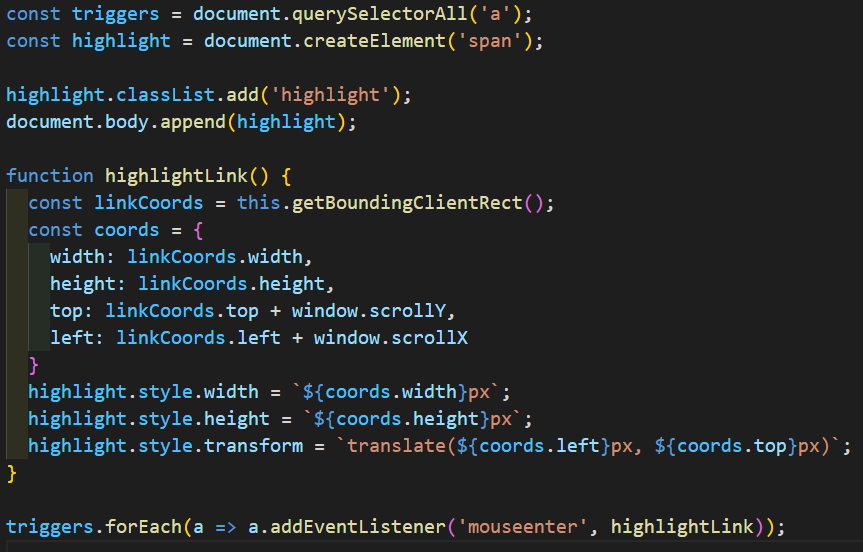 const triggers = document.querySelectorAll('a');
const highlight = document.createElement('span');

highlight.classList.add('highlight');
document.body.append(highlight);

function highlightLink() {
  const linkCoords = this.getBoundingClientRect();
  const coords = {
    width: linkCoords.width,
    height: linkCoords.height,
    top: linkCoords.top + window.scrollY,
    left: linkCoords.left + window.scrollX
  }
  highlight.style.width = `${coords.width}px`;
  highlight.style.height = `${coords.height}px`;
  highlight.style.transform = `translate(${coords.left}px, ${coords.top}px)`;
}

triggers.forEach(a => a.addEventListener('mouseenter', highlightLink));